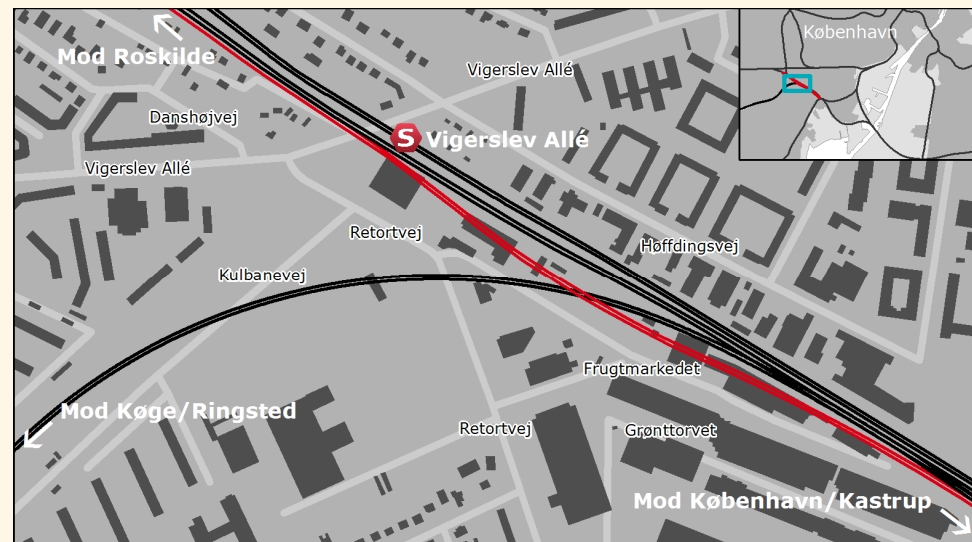 Mod Roskilde
København
Vigerslev Allé
Danshøjvej
S
Vigerslev Allé
Vigerslev Allé
Retortvej
Høffdingsvej
Kulbanevej
Frugtmarkedet
Mod Køge/Ringsted
Retortvej
Grønttorvet
Mod København/Kastrup